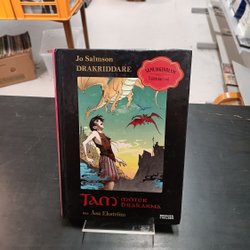 Jo Salmson
DRAKRIDDARE
TAM
MÖTER
DRAKARNA
Åsa Ekström